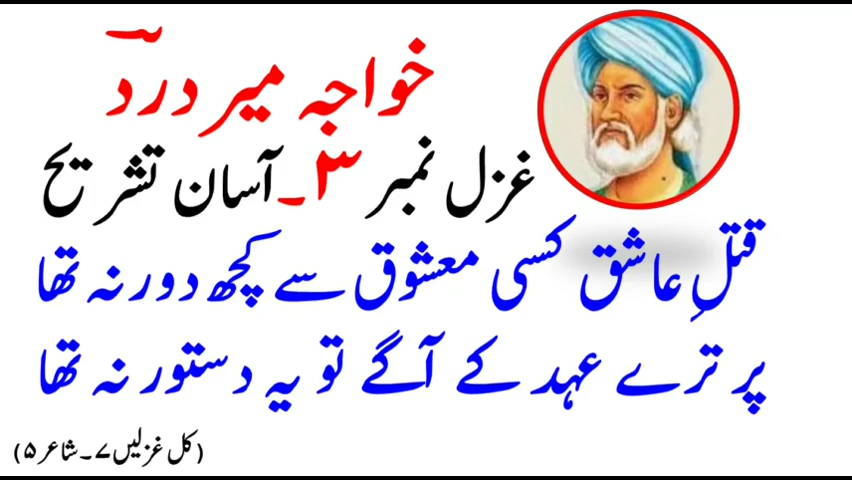 خواجہ میر دردؔ
غزل نمبر ۳۔آسان تشریح
قتلِ عاشق کسی معشوق سے کچھ دور نہ تھا
پر ترے عہد کے آگے تو یہ دستور نہ تھا
(کل غزلیں ۷۔شاعر ۵)